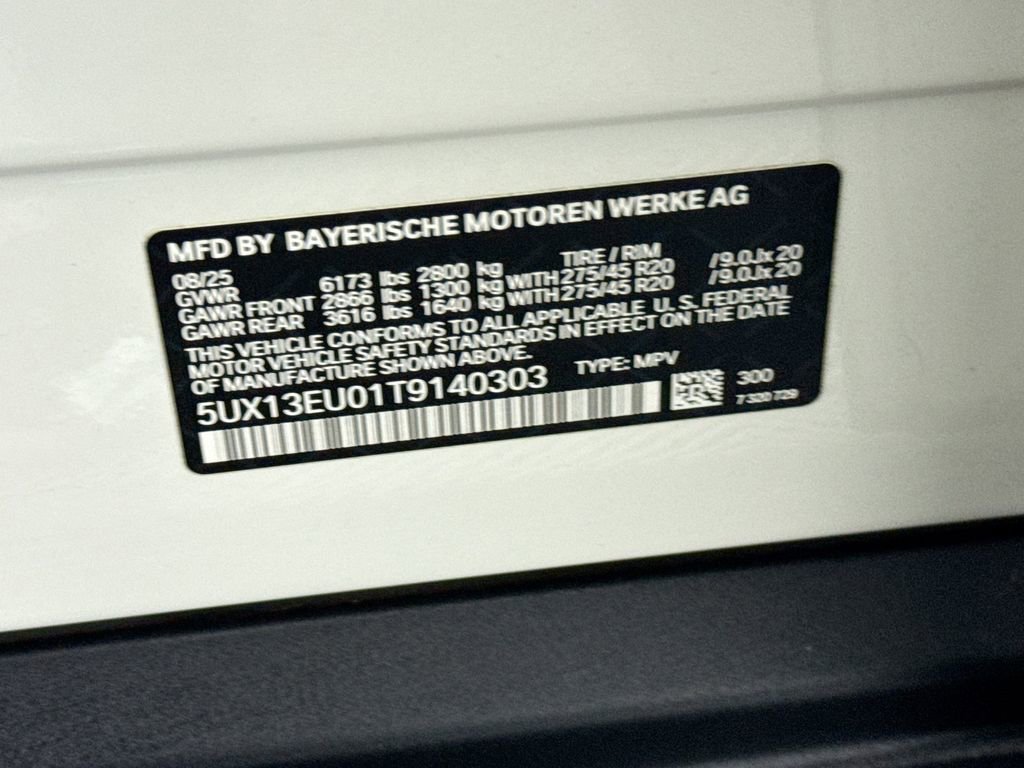 MFD BY BAYERISCHE MOTOREN WERKE AG
08/25 TIRE / RIM
GVWR 6173 lbs 2800 kg
GAWR FRONT 2866 lbs 1300 kg WITH 275/45 R20 /9.0Jx20
GAWR REAR 3616 lbs 1640 kg WITH 275/45 R20 /9.0Jx20
THIS VEHICLE CONFORMS TO ALL APPLICABLE U.S. FEDERAL
MOTOR VEHICLE SAFETY STANDARDS IN EFFECT ON THE DATE
OF MANUFACTURE SHOWN ABOVE. TYPE: MPV
5UX13EU01T9140303
300
7 320 729